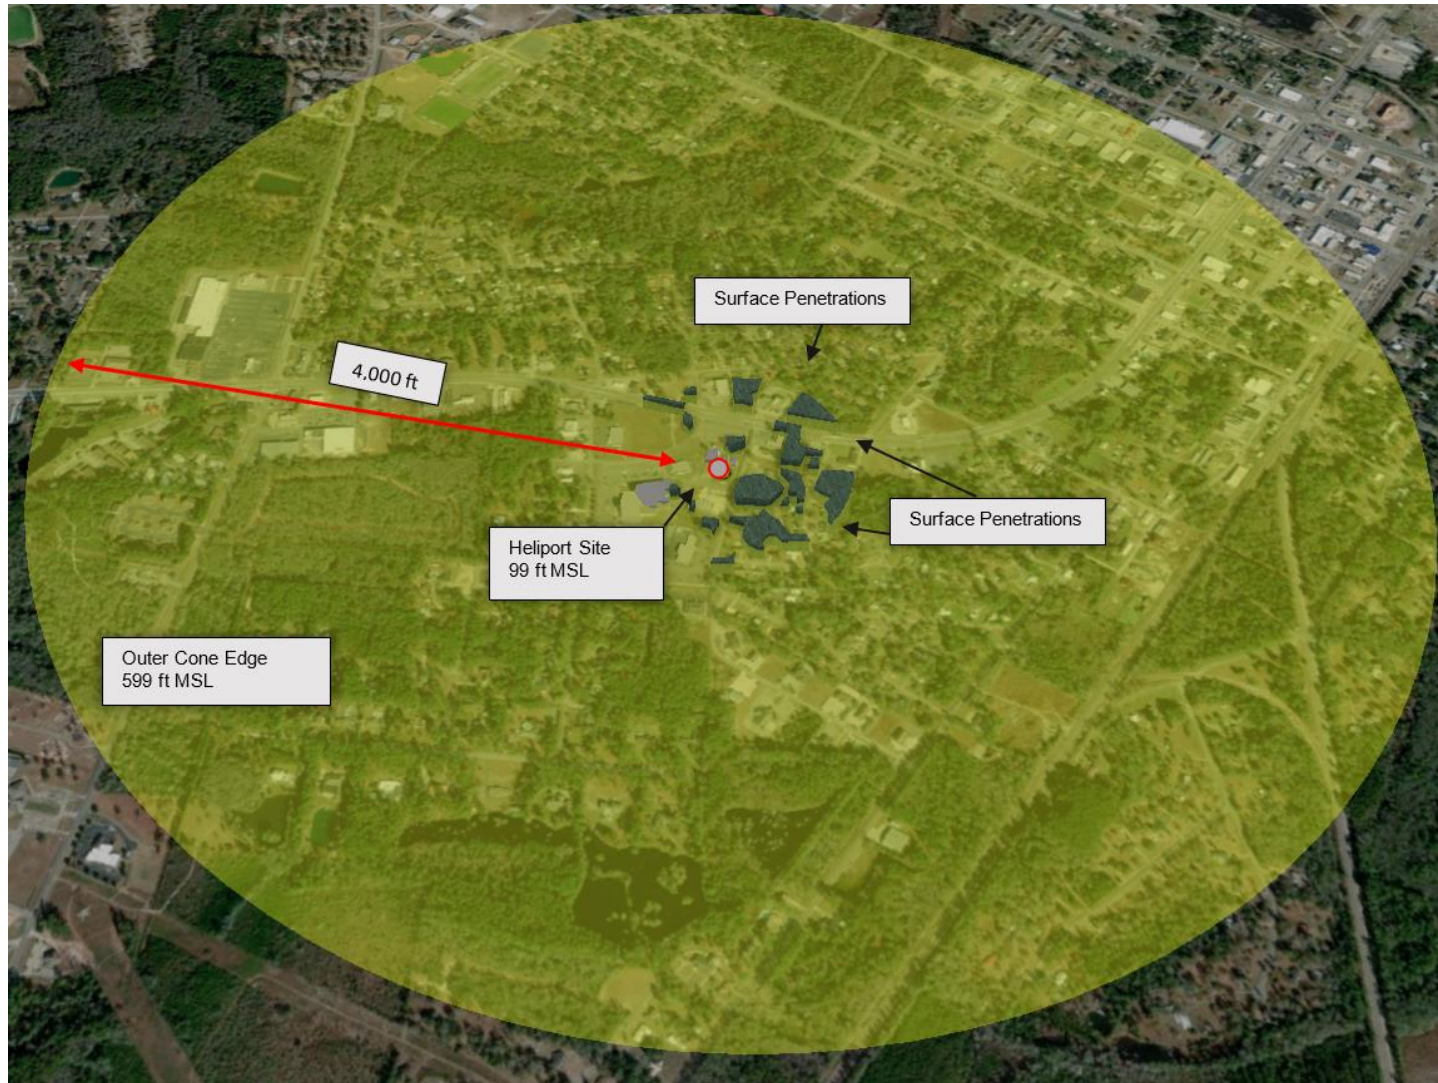 Surface Penetrations
4,000 ft
Surface Penetrations
Heliport Site
99 ft MSL
Outer Cone Edge
599 ft MSL